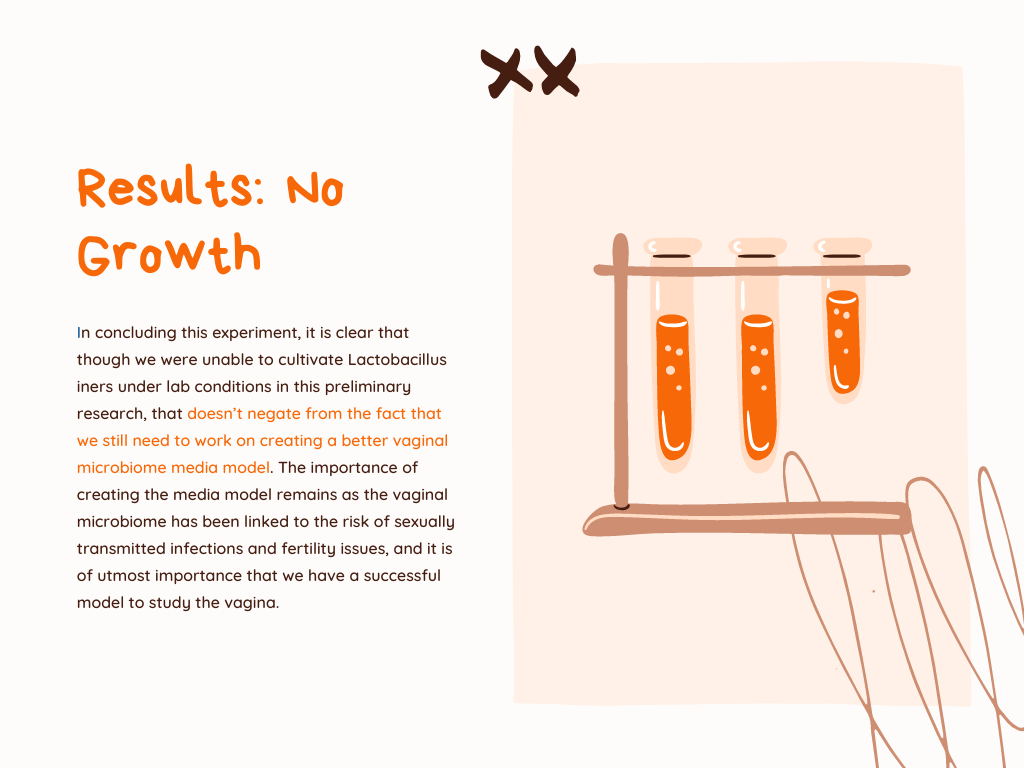 Results: No
Growth
In concluding this experiment, it is clear that
though we were unable to cultivate Lactobacillus
iners under lab conditions in this preliminary
research, that doesn't negate from the fact that
we still need to work on creating a better vaginal
microbiome media model. The importance of
creating the media model remains as the vaginal
microbiome has been linked to the risk of sexually
transmitted infections and fertility issues, and it is
of utmost importance that we have a successful
model to study the vagina.